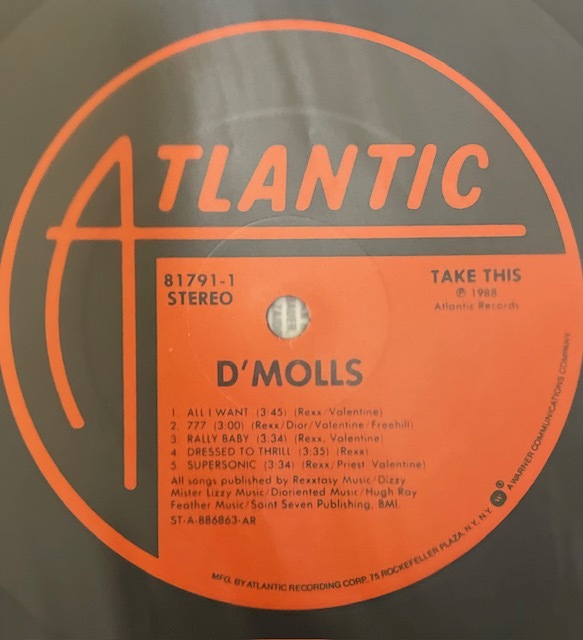 ATLANTIC
81791-1
STEREO
TAKE THIS
℗ 1988
Atlantic Records
D'MOLLS
1. ALL I WANT (3:45) (Rexx/Valentine)
2. 777 (3:00) (Rexx/Dior/Valentine/Freehill)
3. RALLY BABY (3.34) (Rexx, Valentine)
4. DRESSED TO THRILL (3:35) (Rexx)
5. SUPERSONIC (3:34) (Rexx/Priest Valentine)
All songs published by Rexxtasy Music/Dizzy
Mister Lizzy Music/Dioriented Music/Hugh Ray
Feather Music/Saint Seven Publishing, BMI.
ST-A-886863-AR
MFG. BY ATLANTIC RECORDING CORP. 75 ROCKEFELLER PLAZA, N.Y. N.Y. A WARNER COMMUNICATIONS COMPANY